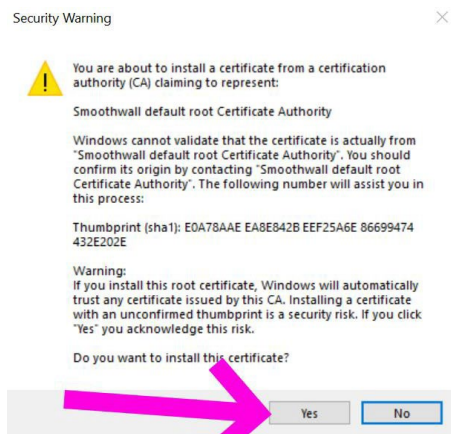 Security Warning
You are about to install a certificate from a certification
authority (CA) claiming to represent:
Smoothwall default root Certificate Authority
Windows cannot validate that the certificate is actually from
"Smoothwall default root Certificate Authority". You should
confirm its origin by contacting "Smoothwall default root
Certificate Authority". The following number will assist you in
this process:
Thumbprint (sha1): E0A78AAE EA8E842B EEF25A6E 86699474
432E202E
Warning:
If you install this root certificate, Windows will automatically
trust any certificate issued by this CA. Installing a certificate
with an unconfirmed thumbprint is a security risk. If you click
"Yes" you acknowledge this risk.
Do you want to install this certificate?
Yes
No